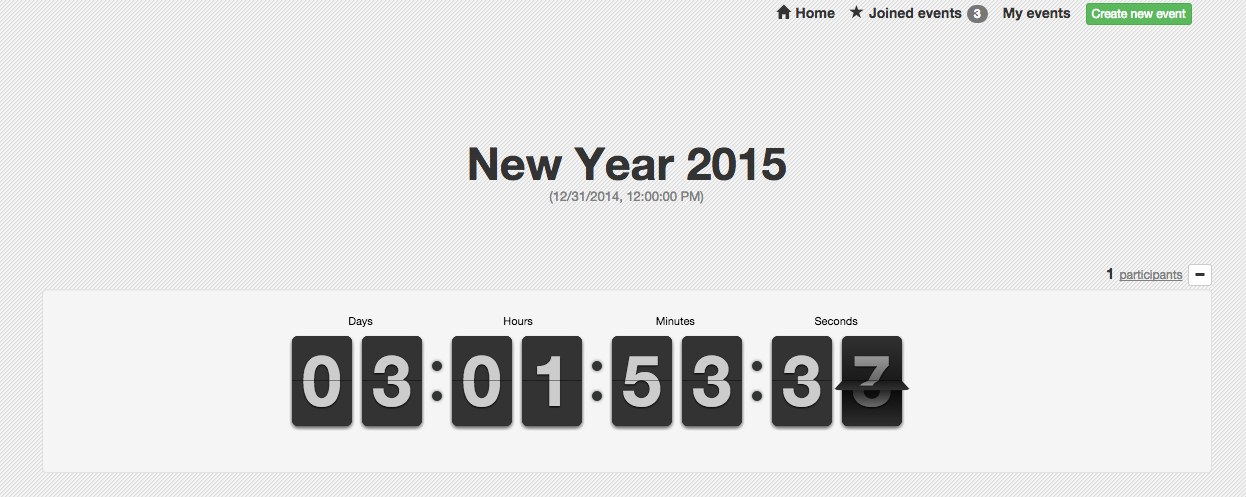 Home Joined events 3 My events Create new event
New Year 2015
(12/31/2014, 12:00:00 PM)
1 participants
Days Hours Minutes Seconds
03:01:53:3